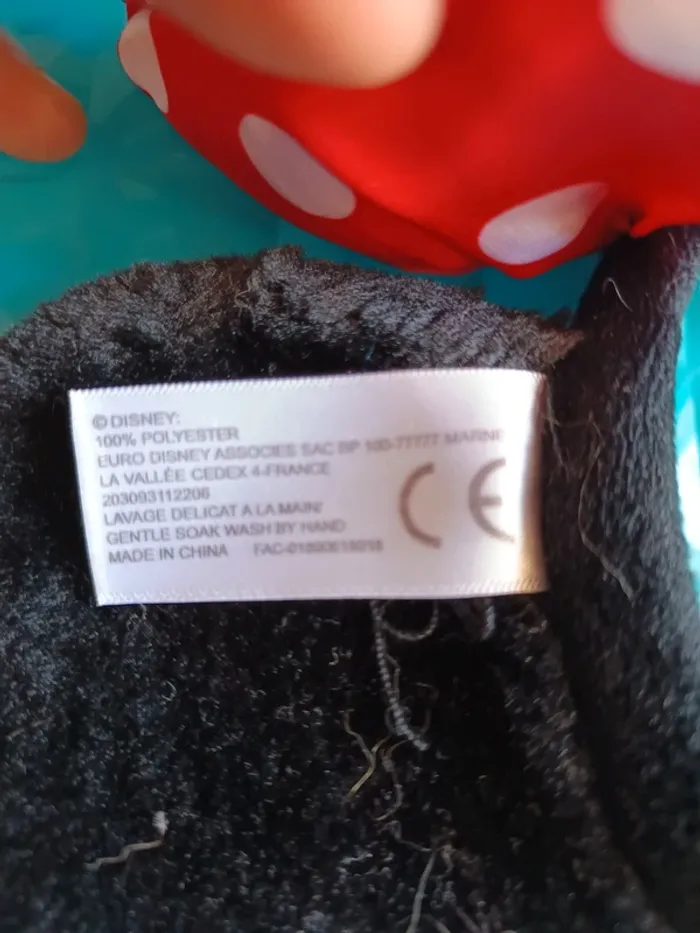 © DISNEY:
100% POLYESTER
EURO DISNEY ASSOCIES SAC BP 100-77777 MARNE
LA VALLÉE CEDEX 4-FRANCE
203093112206
LAVAGE DELICAT A LA MAIN/
GENTLE SOAK WASH BY HAND
MADE IN CHINA
CE